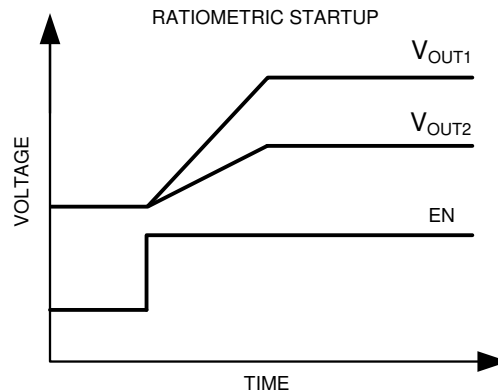 RATIOMETRIC STARTUP
VOUT1
VOUT2
EN
VOLTAGE
TIME